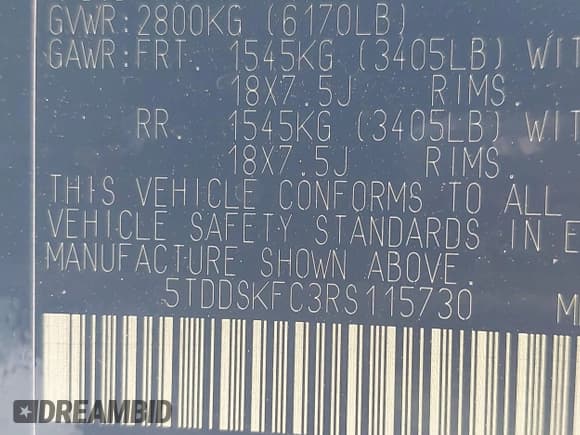 GVWR:2800KG (6170LB)
GAWR:FRT 1545KG (3405LB) WIT
18X7.5J RIMS.
RR. 1545KG (3405LB) WIT
18X7.5J RIMS.
THIS VEHICLE CONFORMS TO ALL
VEHICLE SAFETY STANDARDS IN E
MANUFACTURE SHOWN ABOVE.
5TDDSKFC3RS115730 M
DREAMBID